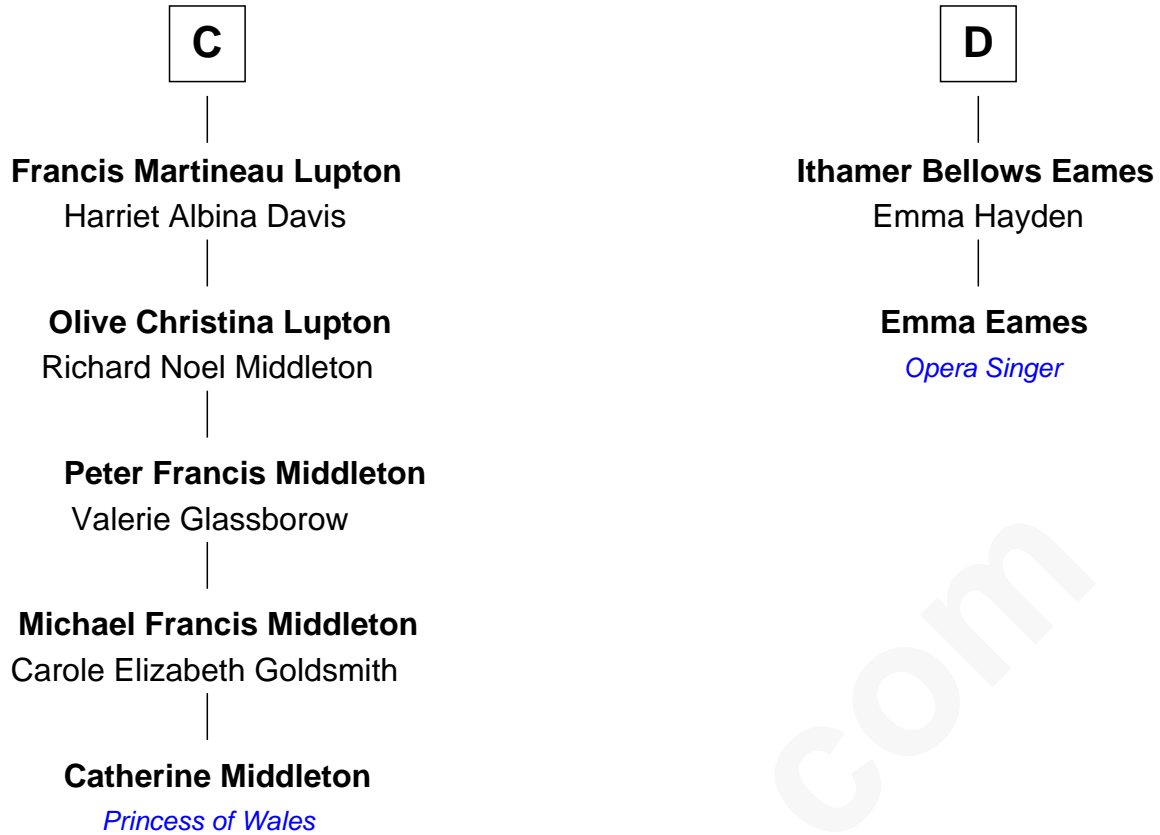 C
Francis Martineau Lupton
Harriet Albina Davis
Olive Christina Lupton
Richard Noel Middleton
Peter Francis Middleton
Valerie Glassborow
Michael Francis Middleton
Carole Elizabeth Goldsmith
Catherine Middleton
Princess of Wales
D
Ithamer Bellows Eames
Emma Hayden
Emma Eames
Opera Singer
com